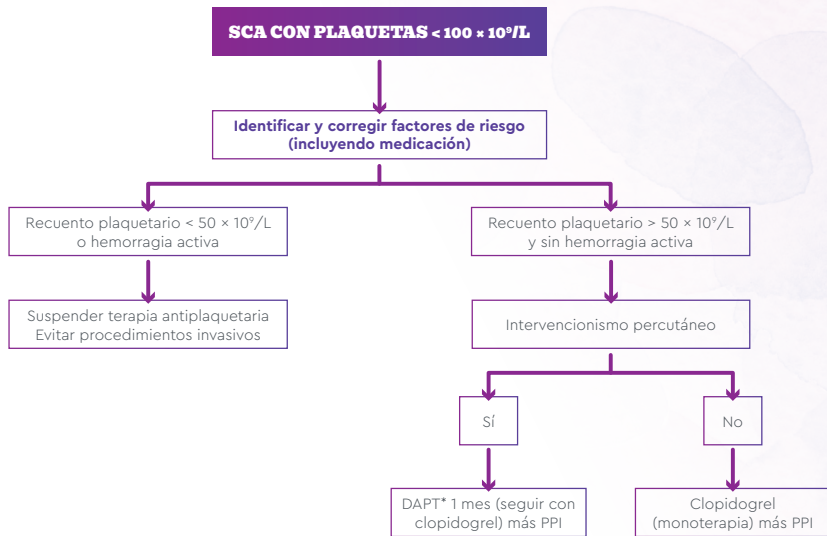 SCA CON PLAQUETAS < 100 × 10⁹/L
Identificar y corregir factores de riesgo
(incluyendo medicación)
Recuento plaquetario < 50 × 10⁹/L
o hemorragia activa
Recuento plaquetario > 50 × 10⁹/L
y sin hemorragia activa
Suspender terapia antiplaquetaria
Evitar procedimientos invasivos
Intervencionismo percutáneo
Sí
No
DAPT* 1 mes (seguir con
clopidogrel) más PPI
Clopidogrel
(monoterapia) más PPI